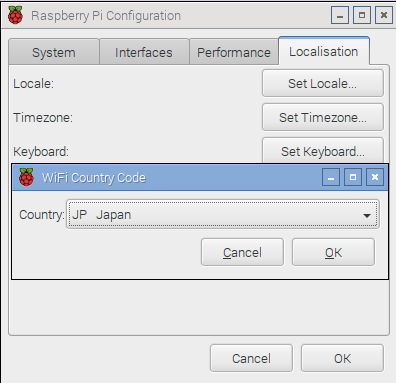 Raspberry Pi Configuration
System Interfaces Performance Localisation
Locale: Set Locale...
Timezone: Set Timezone...
Keyboard: Set Keyboard...
WiFi Country Code
Country: JP Japan
Cancel OK
Cancel OK